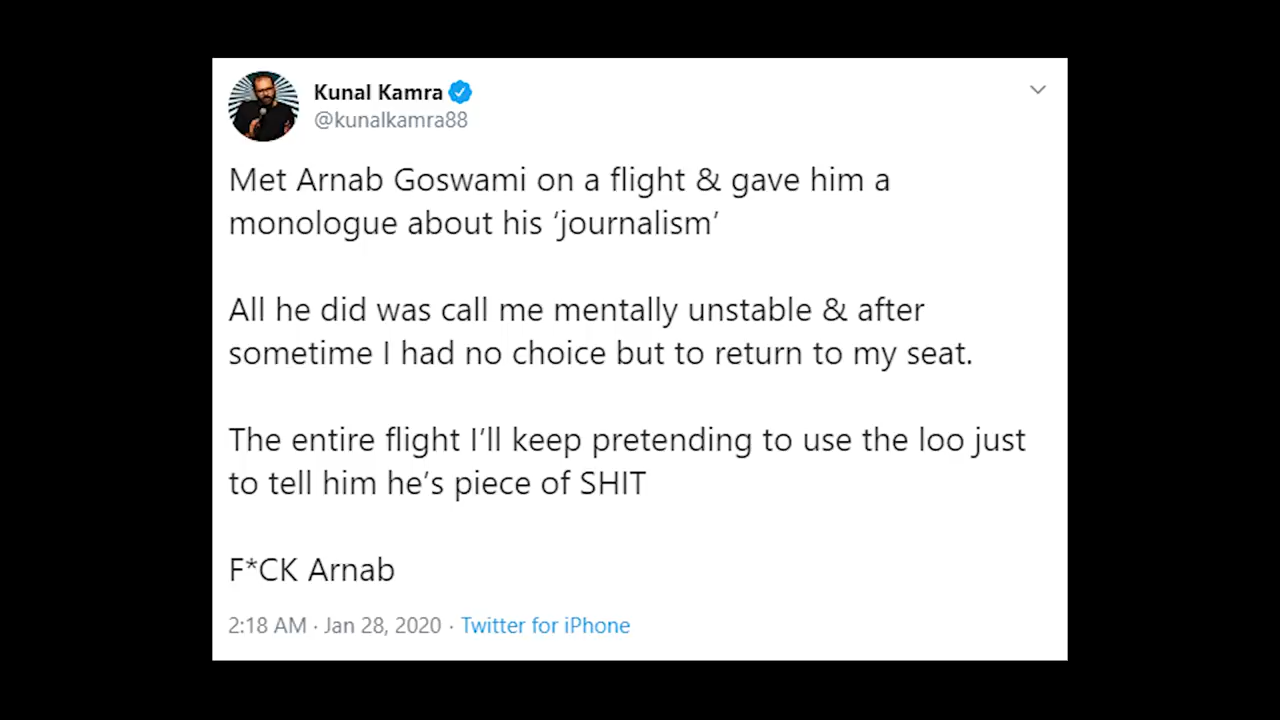 Kunal Kamra
@kunalkamra88
Met Arnab Goswami on a flight & gave him a
monologue about his ‘journalism’
All he did was call me mentally unstable & after
sometime I had no choice but to return to my seat.
The entire flight I’ll keep pretending to use the loo just
to tell him he’s piece of SHIT
F*CK Arnab
2:18 AM · Jan 28, 2020 · Twitter for iPhone